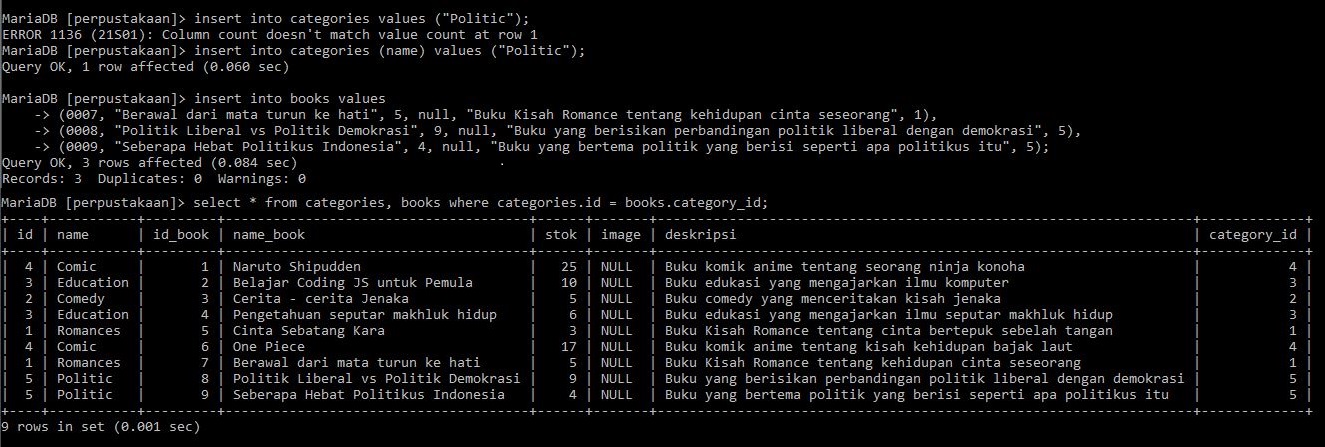 MariaDB [perpustakaan]> insert into categories values ("Politic");
ERROR 1136 (21S01): Column count doesn't match value count at row 1
MariaDB [perpustakaan]> insert into categories (name) values ("Politic");
Query OK, 1 row affected (0.060 sec)
MariaDB [perpustakaan]> insert into books values
-> (0007, "Berawal dari mata turun ke hati", 5, null, "Buku Kisah Romance tentang kehidupan cinta seseorang", 1),
-> (0008, "Politik Liberal vs Politik Demokrasi", 9, null, "Buku yang berisikan perbandingan politik liberal dengan demokrasi", 5),
-> (0009, "Seberapa Hebat Politikus Indonesia", 4, null, "Buku yang bertema politik yang berisi seperti apa politikus itu", 5);
Query OK, 3 rows affected (0.084 sec)
Records: 3  Duplicates: 0  Warnings: 0
MariaDB [perpustakaan]> select * from categories, books where categories.id = books.category_id;
| id | name | id_book | name_book | stok | image | deskripsi | category_id |
| 4 | Comic | 1 | Naruto Shipudden | 25 | NULL | Buku komik anime tentang seorang ninja konoha | 4 |
| 3 | Education | 2 | Belajar Coding JS untuk Pemula | 10 | NULL | Buku edukasi yang mengajarkan ilmu komputer | 3 |
| 2 | Comedy | 3 | Cerita - cerita Jenaka | 5 | NULL | Buku comedy yang menceritakan kisah jenaka | 2 |
| 3 | Education | 4 | Pengetahuan seputar makhluk hidup | 6 | NULL | Buku edukasi yang mengajarkan ilmu seputar makhluk hidup | 3 |
| 1 | Romances | 5 | Cinta Sebatang Kara | 3 | NULL | Buku Kisah Romance tentang cinta bertepuk sebelah tangan | 1 |
| 4 | Comic | 6 | One Piece | 17 | NULL | Buku komik anime tentang kisah kehidupan bajak laut | 4 |
| 1 | Romances | 7 | Berawal dari mata turun ke hati | 5 | NULL | Buku Kisah Romance tentang kehidupan cinta seseorang | 1 |
| 5 | Politic | 8 | Politik Liberal vs Politik Demokrasi | 9 | NULL | Buku yang berisikan perbandingan politik liberal dengan demokrasi | 5 |
| 5 | Politic | 9 | Seberapa Hebat Politikus Indonesia | 4 | NULL | Buku yang bertema politik yang berisi seperti apa politikus itu | 5 |
9 rows in set (0.001 sec)